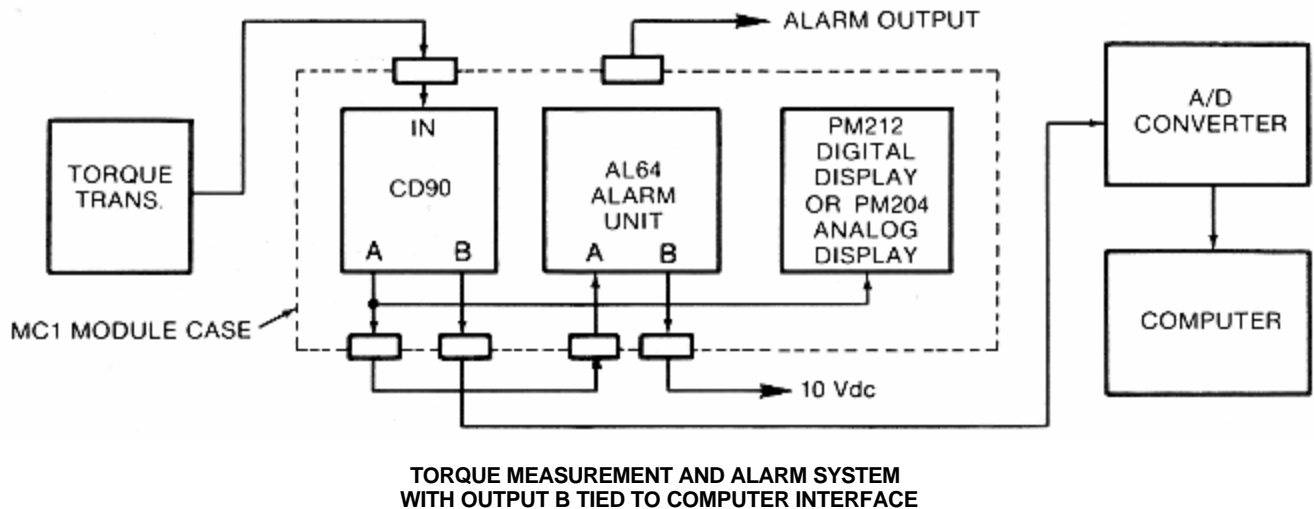 ALARM OUTPUT
TORQUE
TRANS.
IN
CD90
A B
AL64
ALARM
UNIT
A B
PM212
DIGITAL
DISPLAY
OR PM204
ANALOG
DISPLAY
A/D
CONVERTER
COMPUTER
MC1 MODULE CASE
10 Vdc
TORQUE MEASUREMENT AND ALARM SYSTEM
WITH OUTPUT B TIED TO COMPUTER INTERFACE